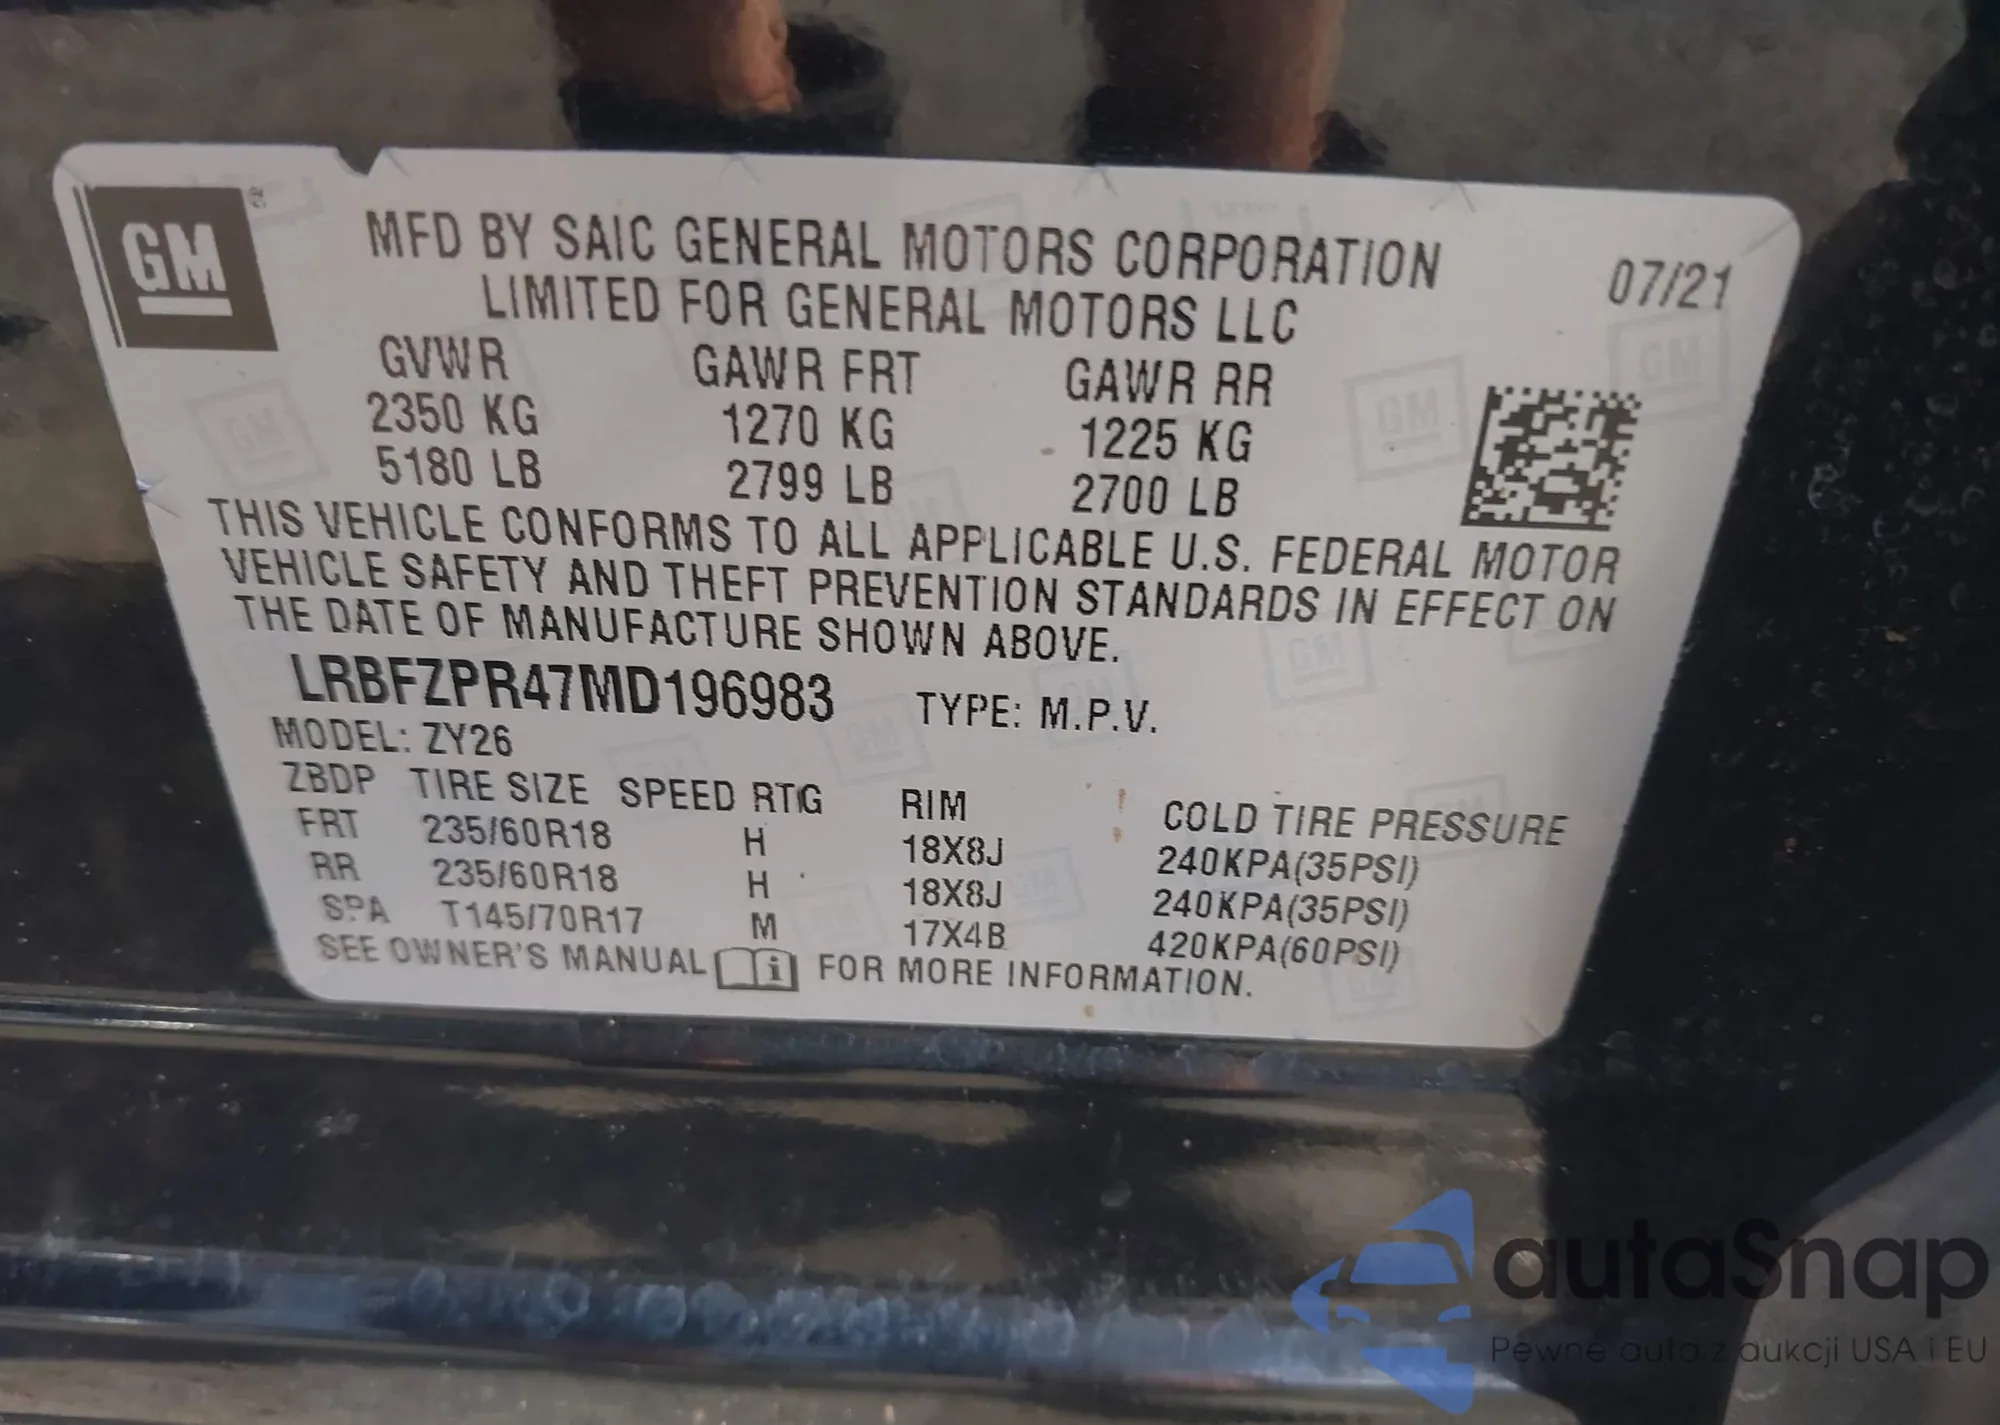 GM
MFD BY SAIC GENERAL MOTORS CORPORATION
LIMITED FOR GENERAL MOTORS LLC
07/21
GVWR GAWR FRT GAWR RR
2350 KG 1270 KG 1225 KG
5180 LB 2799 LB 2700 LB
THIS VEHICLE CONFORMS TO ALL APPLICABLE U.S. FEDERAL MOTOR
VEHICLE SAFETY AND THEFT PREVENTION STANDARDS IN EFFECT ON
THE DATE OF MANUFACTURE SHOWN ABOVE.
LRBFZPR47MD196983 TYPE: M.P.V.
MODEL: ZY26
ZBDP TIRE SIZE SPEED RTG RIM COLD TIRE PRESSURE
FRT 235/60R18 H 18X8J 240KPA(35PSI)
RR 235/60R18 H 18X8J 240KPA(35PSI)
SPA T145/70R17 M 17X4B 420KPA(60PSI)
SEE OWNER'S MANUAL i FOR MORE INFORMATION.
autaSnap
Pewne auta z aukcji USA i EU